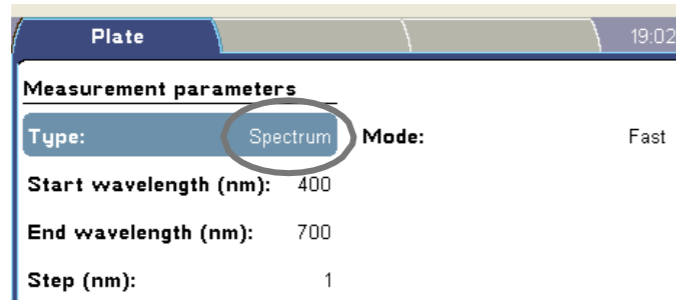 Plate 19:02
Measurement parameters
Type: Spectrum Mode: Fast
Start wavelength (nm): 400
End wavelength (nm): 700
Step (nm): 1